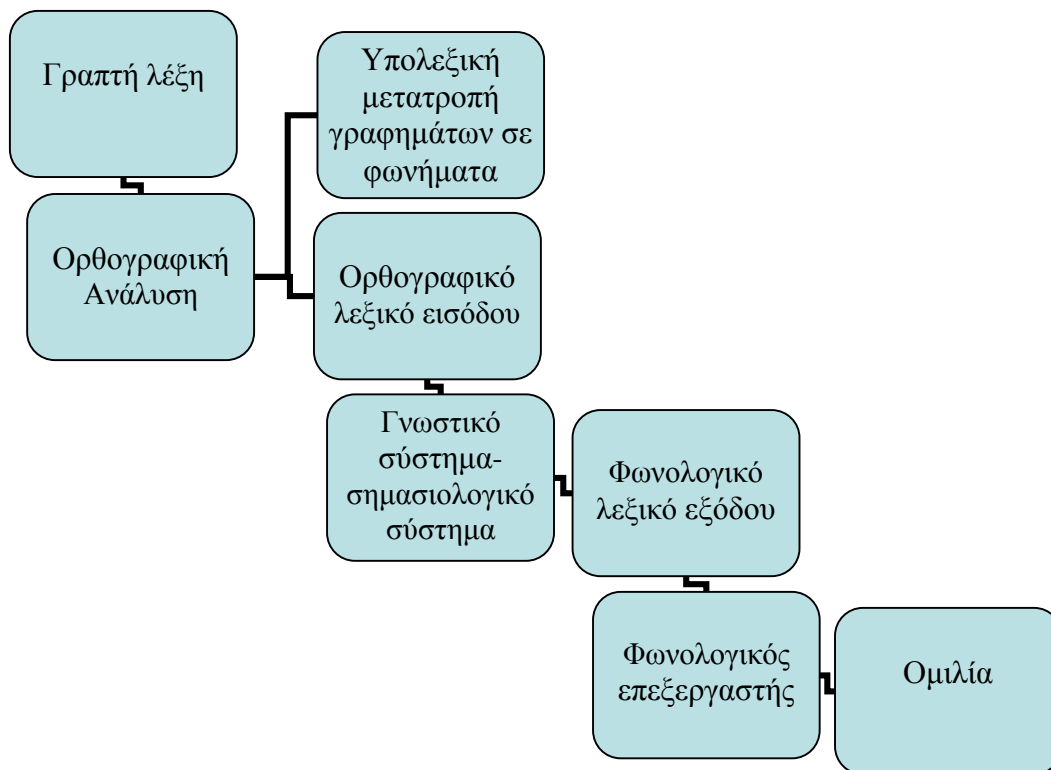 Γραπτή λέξη
Υπολεξική
μετατροπή
γραφημάτων σε
φωνήματα
Ορθογραφική
Ανάλυση
Ορθογραφικό
λεξικό εισόδου
Γνωστικό
σύστημα-
σημασιολογικό
σύστημα
Φωνολογικό
λεξικό εξόδου
Φωνολογικός
επεξεργαστής
Ομιλία